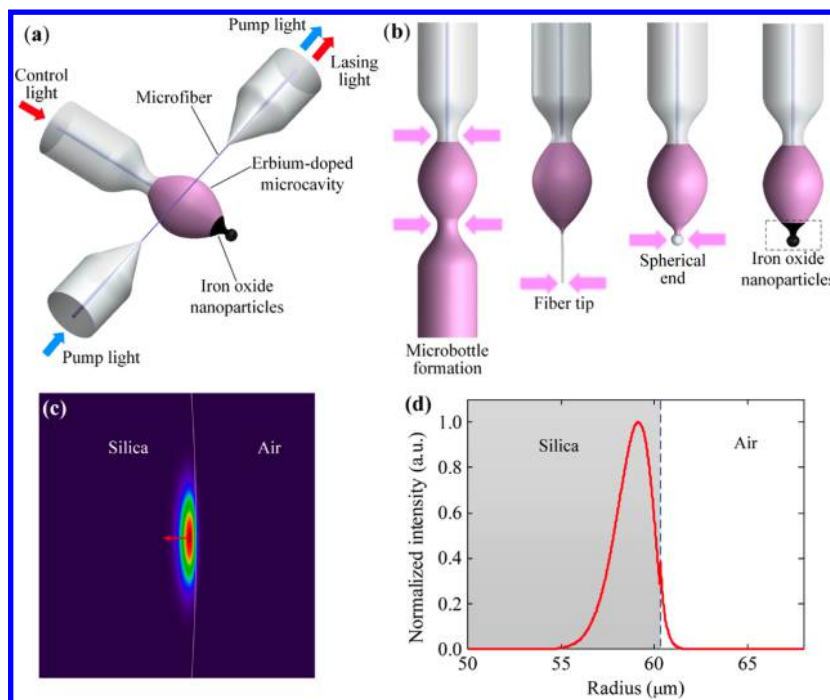 (a)
Pump light
Lasing
light
Control
light
Microfiber
Erbium-doped
microcavity
Iron oxide
nanoparticles
Pump light
(b)
Microbottle
formation
Fiber tip
Spherical
end
Iron oxide
nanoparticles
(c)
Silica
Air
(d)
Normalized intensity (a.u.)
1.0
0.8
0.6
0.4
0.2
0.0
Silica
Air
50
55
60
65
Radius (μm)